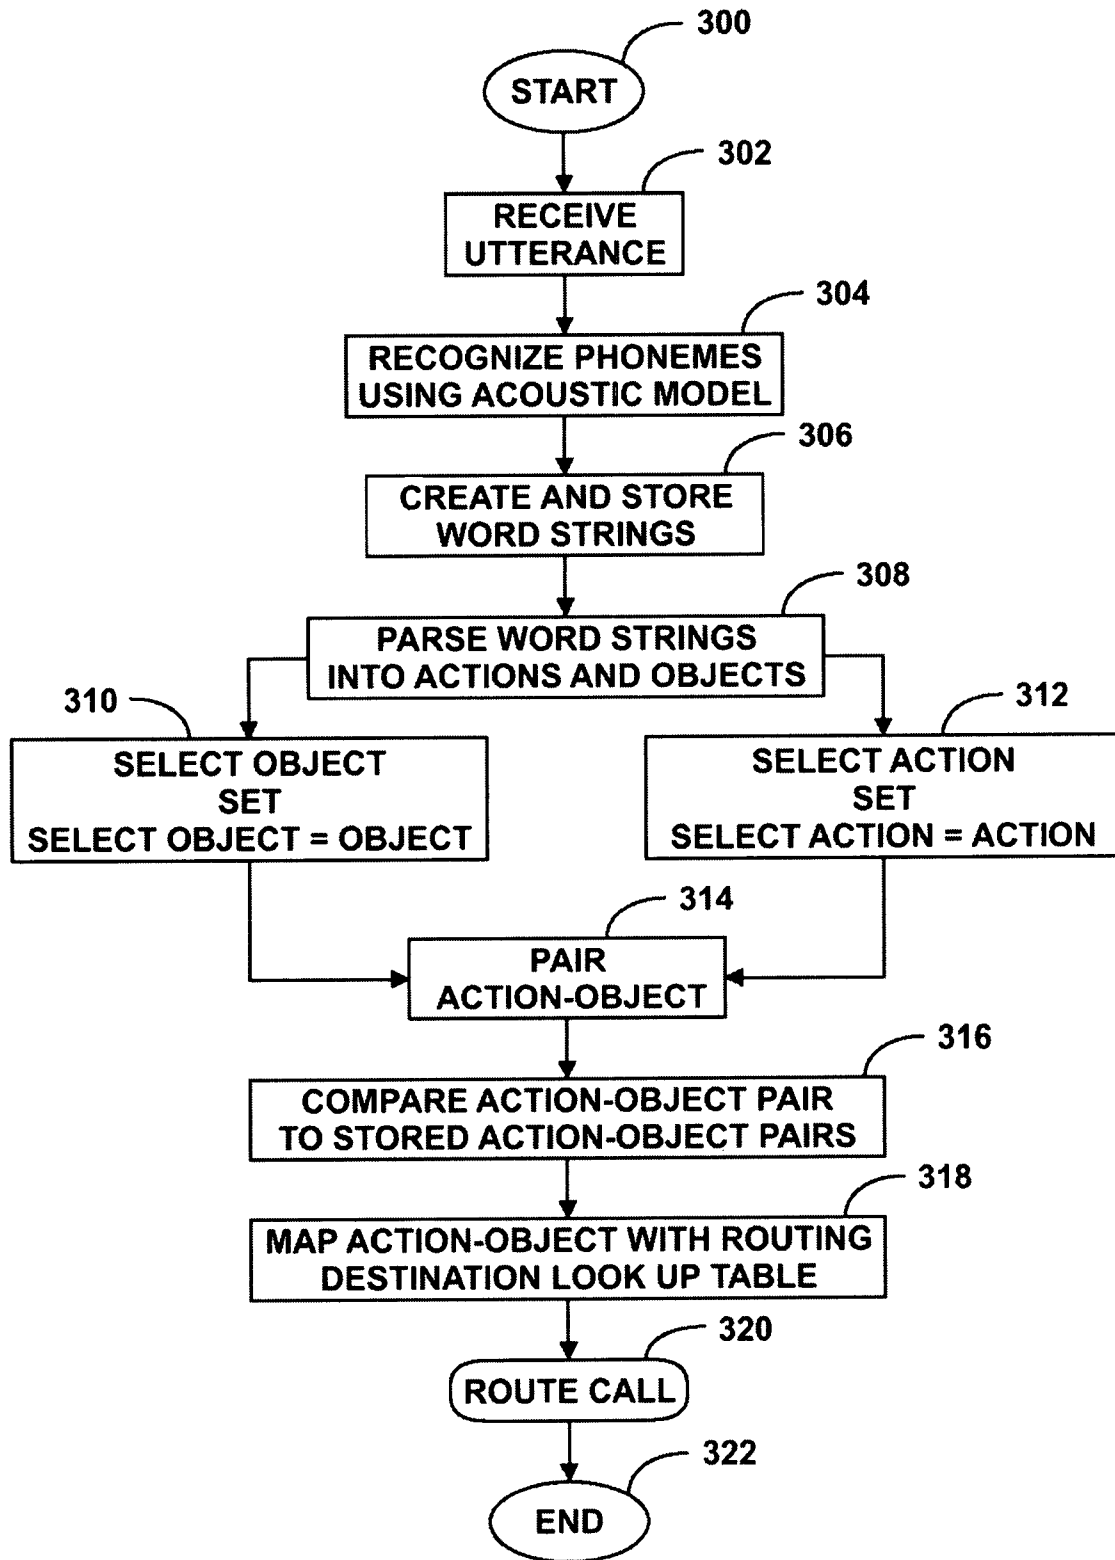 300
START
302
RECEIVE
UTTERANCE
304
RECOGNIZE PHONEMES
USING ACOUSTIC MODEL
306
CREATE AND STORE
WORD STRINGS
308
PARSE WORD STRINGS
INTO ACTIONS AND OBJECTS
310
SELECT OBJECT
SET
SELECT OBJECT = OBJECT
312
SELECT ACTION
SET
SELECT ACTION = ACTION
314
PAIR
ACTION-OBJECT
316
COMPARE ACTION-OBJECT PAIR
TO STORED ACTION-OBJECT PAIRS
318
MAP ACTION-OBJECT WITH ROUTING
DESTINATION LOOK UP TABLE
320
ROUTE CALL
322
END